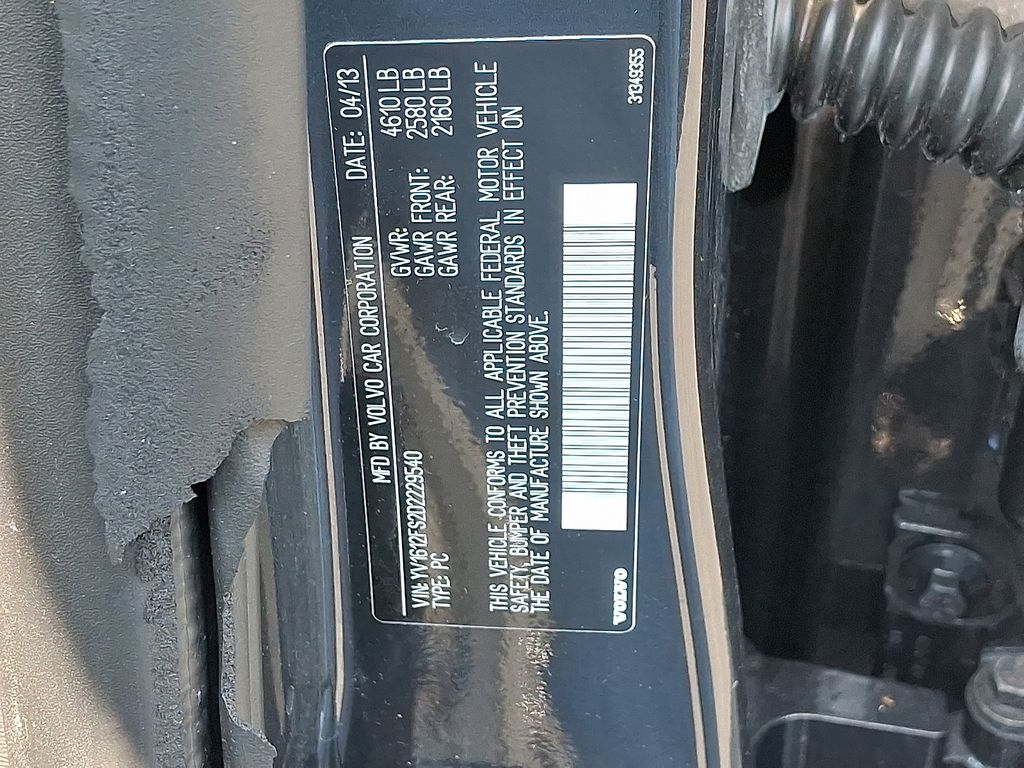 MFD BY VOLVO CAR CORPORATION DATE: 04/13
GVWR: 4610 LB
GAWR FRONT: 2580 LB
GAWR REAR: 2160 LB
VIN: YV1612FS2D2229540
TYPE: PC
THIS VEHICLE CONFORMS TO ALL APPLICABLE FEDERAL MOTOR VEHICLE
SAFETY, BUMPER AND THEFT PREVENTION STANDARDS IN EFFECT ON
THE DATE OF MANUFACTURE SHOWN ABOVE.
VOLVO
31349355